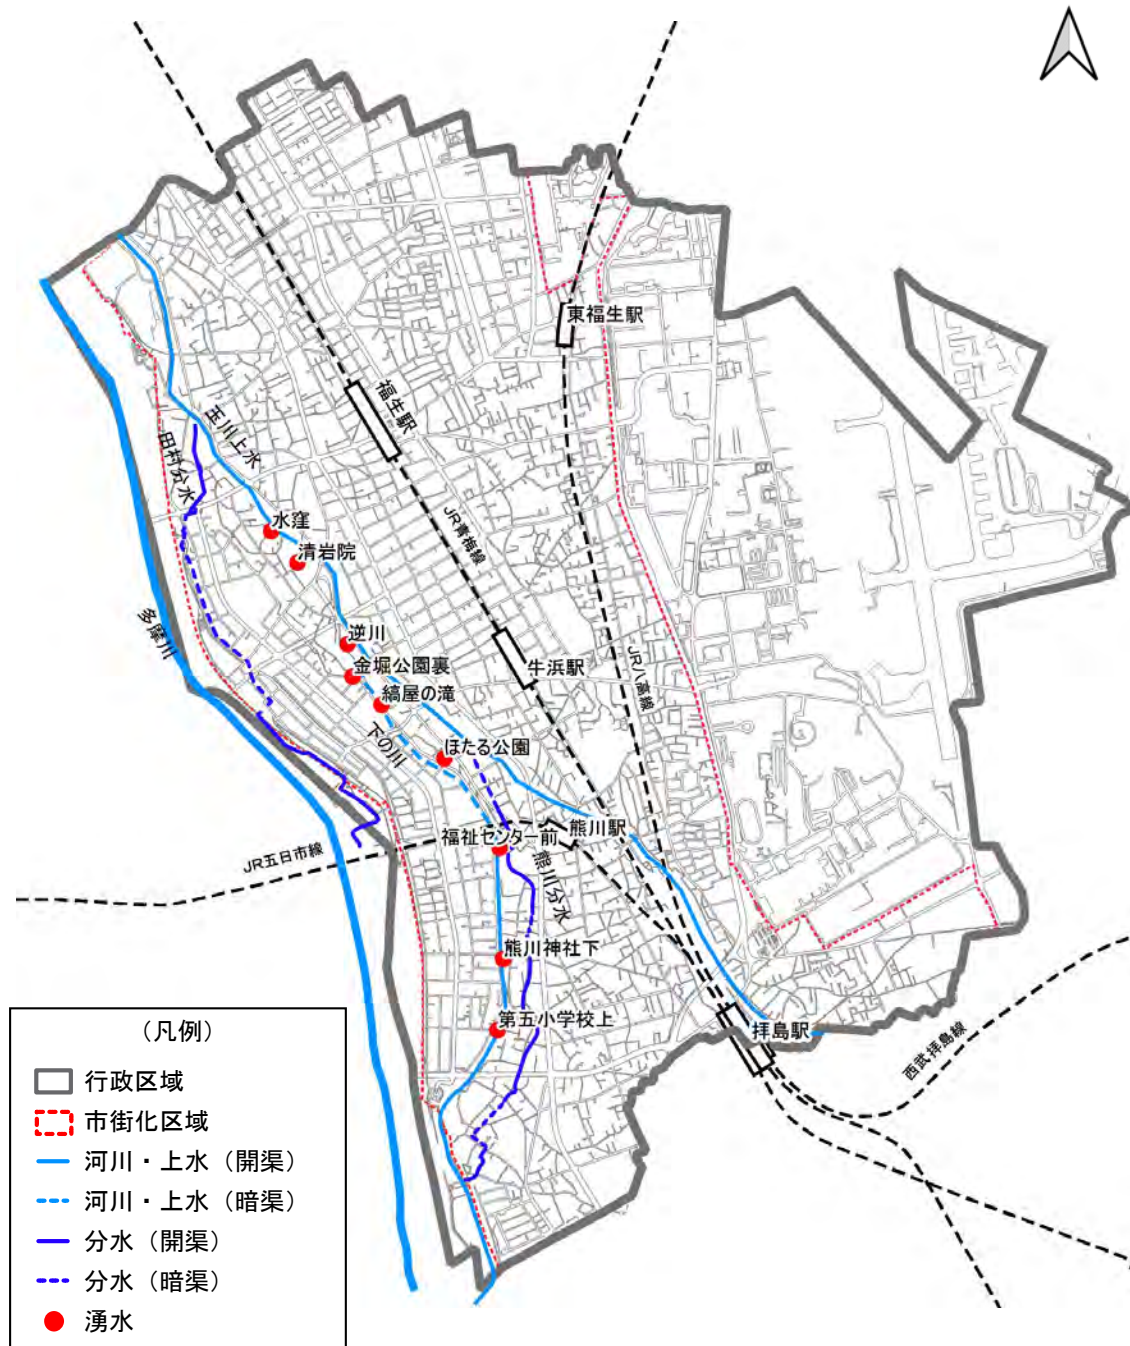 東福生駅
福生駅
玉川上水
田村分水
水窪
JR青梅線
清岩院
多摩川
逆川
牛浜駅
金堀公園裏
JR八高線
縞屋の滝
下の川
ほたる公園
熊川駅
福祉センター前
JR五日市線
熊川分水
熊川神社下
第五小学校上
拝島駅
西武拝島線
（凡例）
行政区域
市街化区域
河川・上水（開渠）
河川・上水（暗渠）
分水（開渠）
分水（暗渠）
湧水